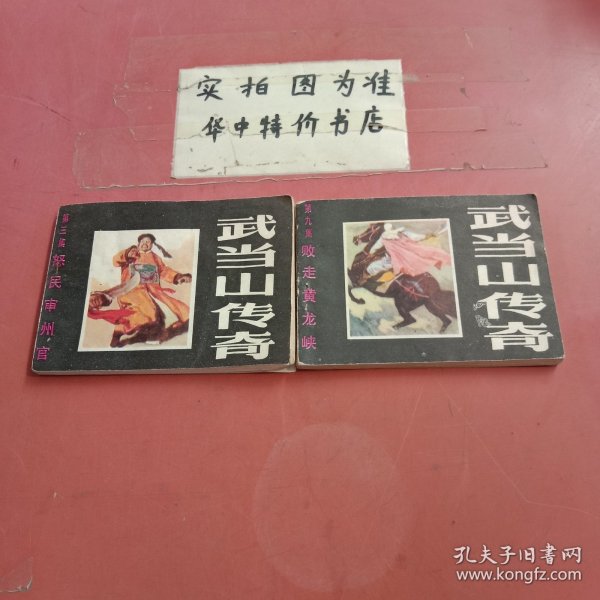 实拍图为准
华中特价书店
第三集 怒民审州官
武当山传奇
第九集 败走黄龙峡
武当山传奇
孔夫子旧书网
www.kongfz.com